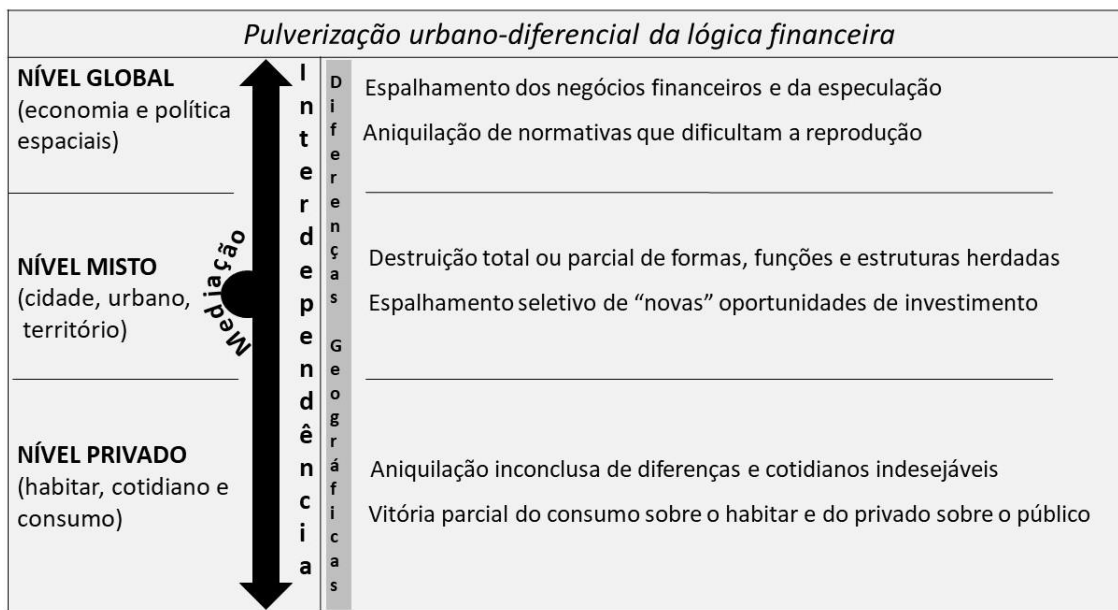 Pulverização urbano-diferencial da lógica financeira
NÍVEL GLOBAL
(economia e política
espaciais)
NÍVEL MISTO
(cidade, urbano,
território)
NÍVEL PRIVADO
(habitar, cotidiano e
consumo)
Mediação
Interdependência
Diferenças Geográficas
Espalhamento dos negócios financeiros e da especulação
Aniquilação de normativas que dificultam a reprodução
Destruição total ou parcial de formas, funções e estruturas herdadas
Espalhamento seletivo de “novas” oportunidades de investimento
Aniquilação inconclusa de diferenças e cotidianos indesejáveis
Vitória parcial do consumo sobre o habitar e do privado sobre o público